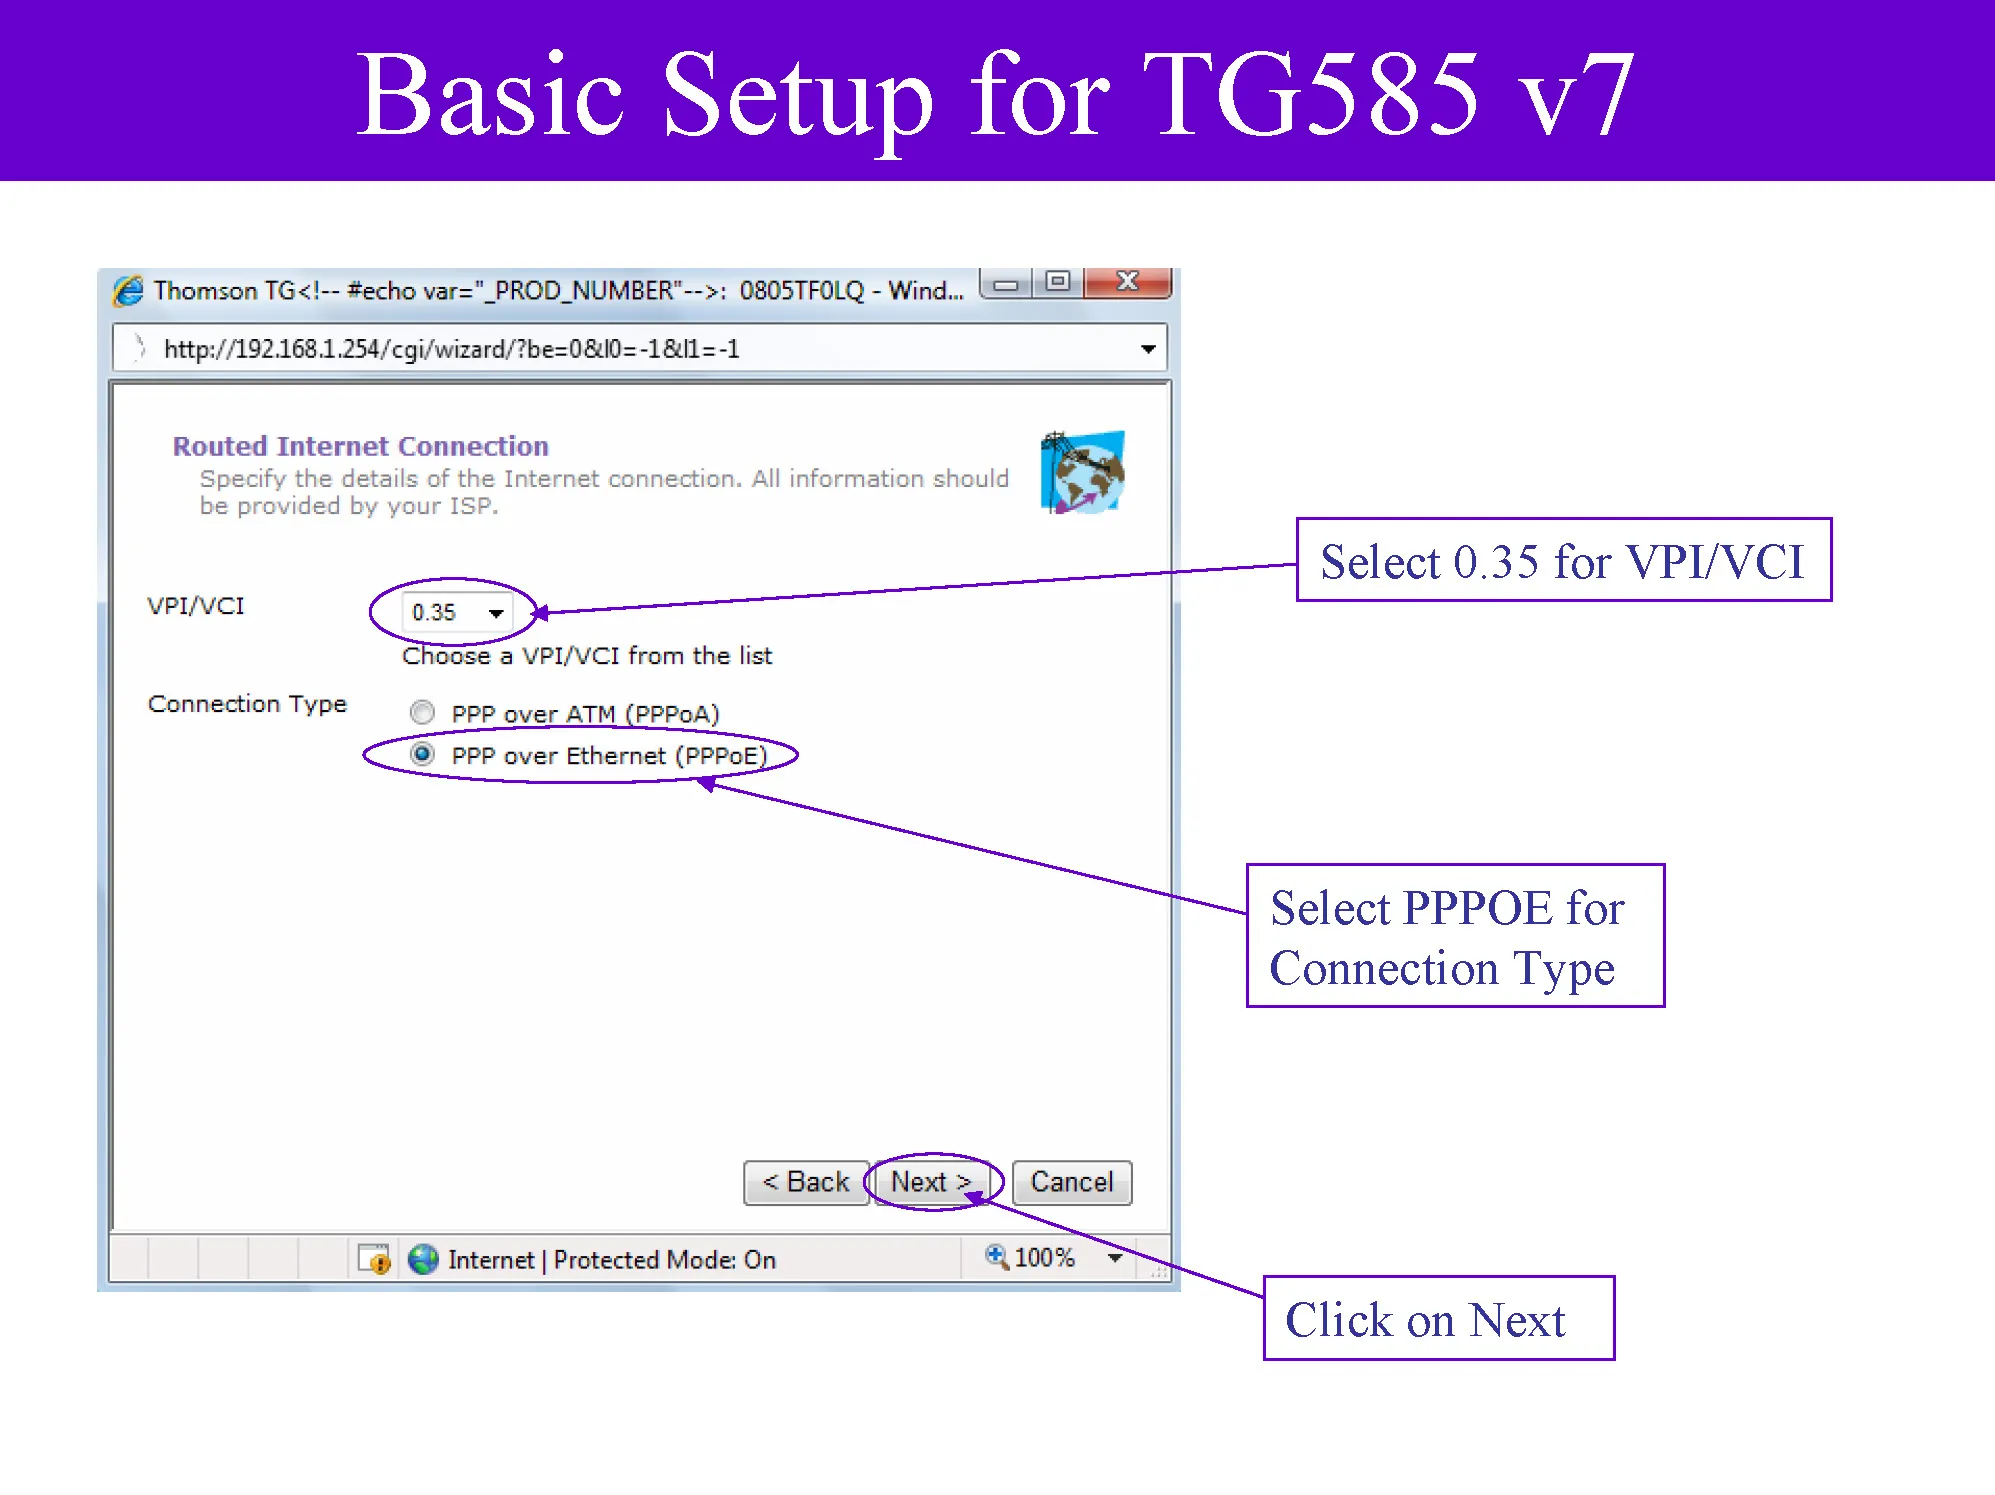 Basic Setup for TG585 v7
Thomson TG<!-- #echo var="_PROD_NUMBER"-->: 0805TF0LQ - Wind...
http://192.168.1.254/cgi/wizard/?be=0&l0=-1&l1=-1
Routed Internet Connection
Specify the details of the Internet connection. All information should
be provided by your ISP.
Select 0.35 for VPI/VCI
VPI/VCI
0.35
Choose a VPI/VCI from the list
Connection Type
PPP over ATM (PPPoA)
PPP over Ethernet (PPPoE)
Select PPPOE for
Connection Type
< Back
Next >
Cancel
Internet | Protected Mode: On
100%
Click on Next